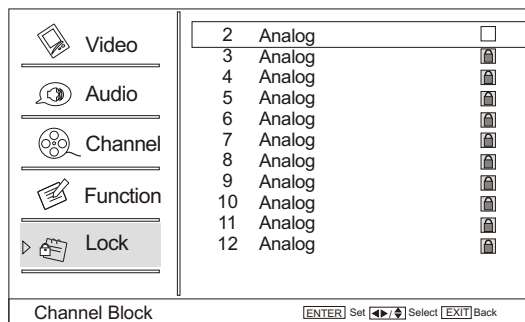 Video
Audio
Channel
Function
Lock
2 Analog
3 Analog
4 Analog
5 Analog
6 Analog
7 Analog
8 Analog
9 Analog
10 Analog
11 Analog
12 Analog
Channel Block
ENTER Set ◀▶/▲▼ Select EXIT Back